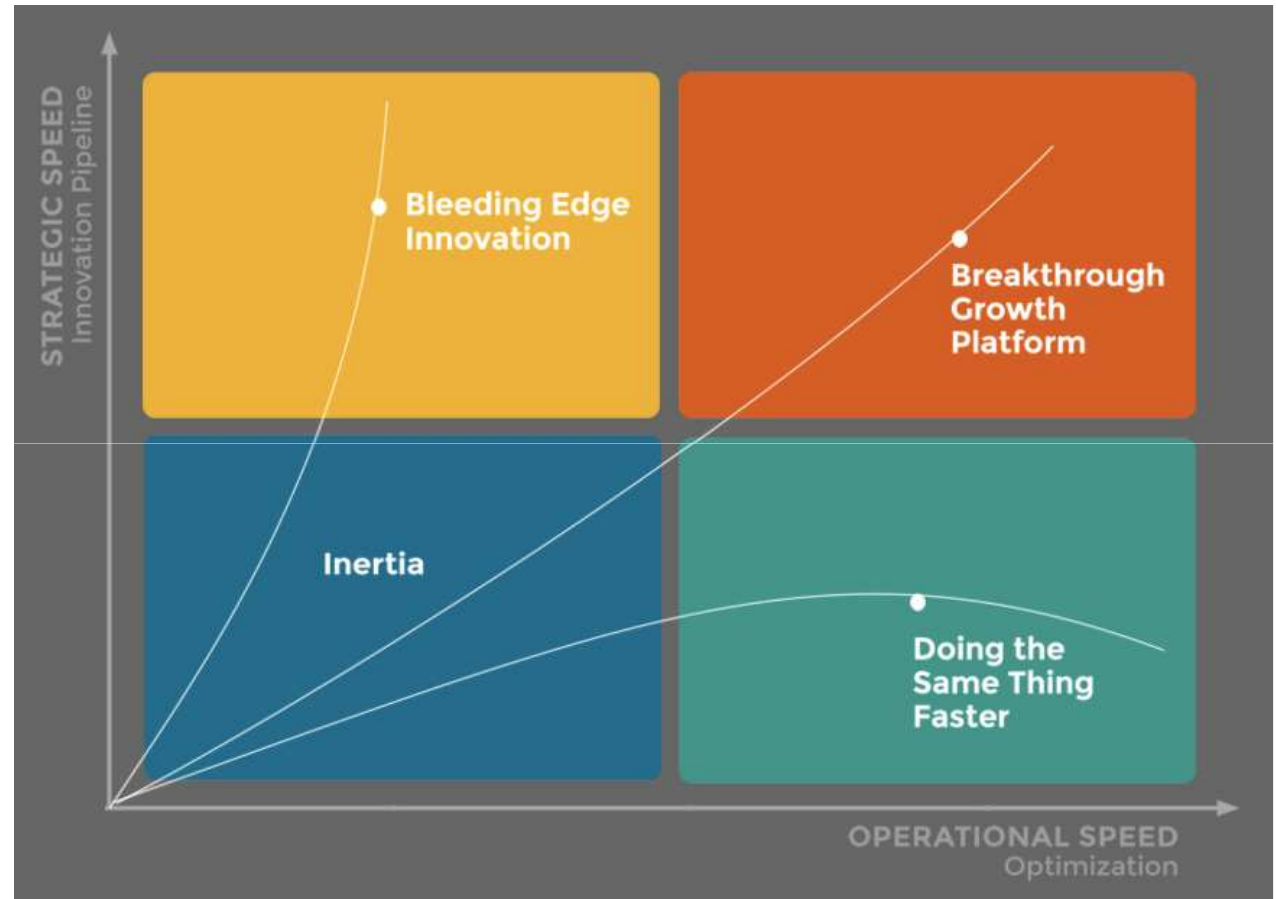 STRATEGIC SPEED
Innovation Pipeline
Bleeding Edge
Innovation
Breakthrough
Growth
Platform
Inertia
Doing the
Same Thing
Faster
OPERATIONAL SPEED
Optimization